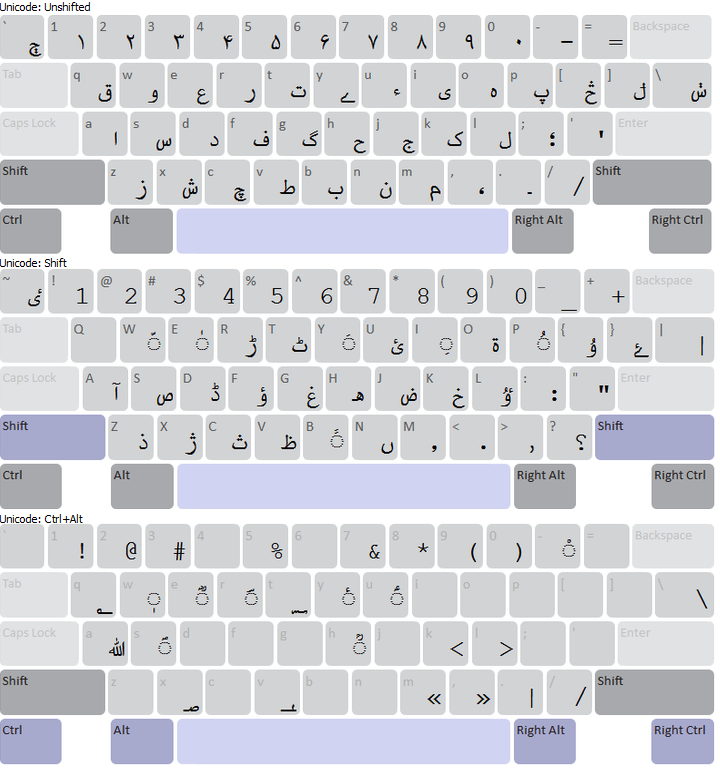 Unicode: Unshifted
` 1 ۱ 2 ۲ 3 ۳ 4 ۴ 5 ۵ 6 ۶ 7 ۷ 8 ۸ 9 ۹ 0 ۰ - − = = Backspace
Tab q ق w و e ع r ر t ت y ے u ء i ی o ہ p پ [ ] \
Caps Lock a ا s س d د f ف g گ h ح j ج k ک l ل ; ؛ ' ' Enter
Shift z ز x ش c چ v ط b ب n ن m م , ، . ۔ / / Shift
Ctrl Alt Right Alt Right Ctrl
Unicode: Shift
~ ! 1 @ 2 # 3 $ 4 % 5 ^ 6 & 7 * 8 ( 9 ) 0 _ _ + + Backspace
Tab Q W ◌ّ E ◌ٰ R ڑ T ٹ Y ◌َ U ئ I ◌ِ O ۃ P ◌ُ { } | |
Caps Lock A آ S ص D ڈ F ؤ G غ H ھ J ض K خ L : : " " Enter
Shift Z ذ X ژ C ث V ظ B ◌ً N ں M , < . > ? ؟ Shift
Ctrl Alt Right Alt Right Ctrl
Unicode: Ctrl+Alt
` 1 ! 2 @ 3 # 4 5 % 6 7 & 8 * 9 ( 0 ) - = Backspace
Tab q w e r t y u i o p [ ] \ \
Caps Lock a ﷲ s d f g h j k < l > ; ' Enter
Shift z x c v b n m « , » . | / / Shift
Ctrl Alt Right Alt Right Ctrl